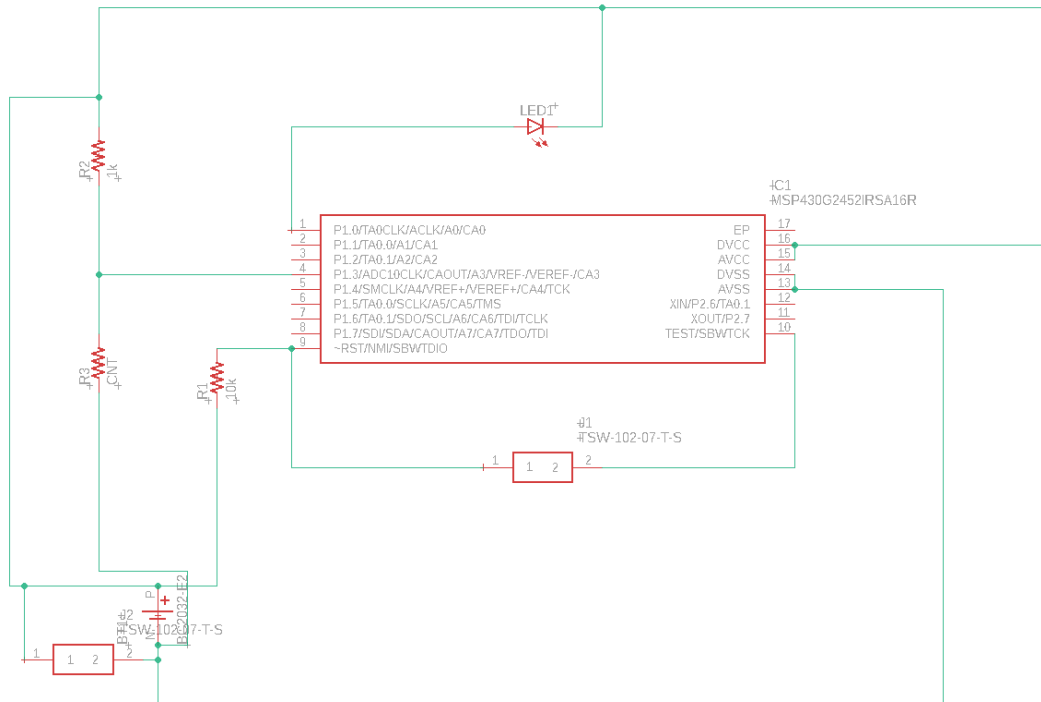 LED1
R2
1k
IC1
MSP430G2452IRSA16R
1 P1.0/TA0CLK/ACLK/A0/CA0 EP 17
2 P1.1/TA0.0/A1/CA1 DVCC 16
3 P1.2/TA0.1/A2/CA2 AVCC 15
4 P1.3/ADC10CLK/CAOUT/A3/VREF-/VEREF-/CA3 DVSS 14
5 P1.4/SMCLK/A4/VREF+/VEREF+/CA4/TCK AVSS 13
6 P1.5/TA0.0/SCLK/A5/CA5/TMS XIN/P2.6/TA0.1 12
7 P1.6/TA0.1/SDO/SCL/A6/CA6/TDI/TCLK XOUT/P2.7 11
8 P1.7/SDI/SDA/CAOUT/A7/CA7/TDO/TDI TEST/SBWTCK 10
9 ~RST/NMI/SBWTDIO
R3
CNT
R1
10k
J1
TSW-102-07-T-S
1 1 2 2
P
+
N
J2
TSW-102-07-T-S
1 1 2 2